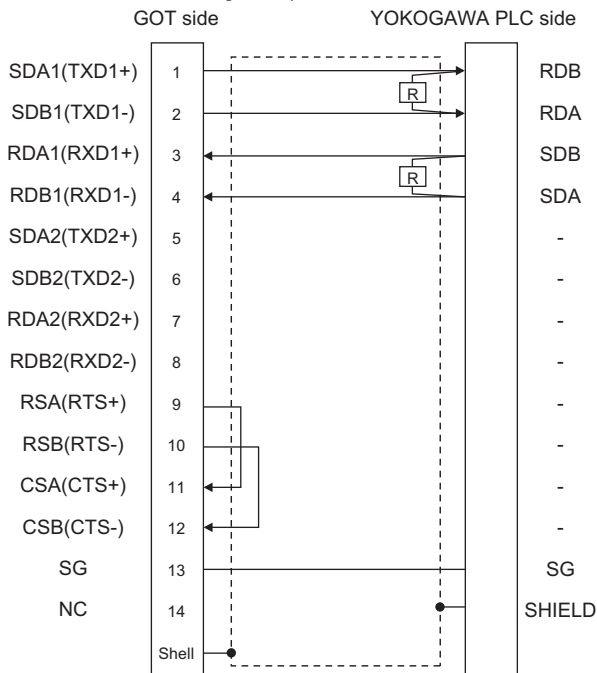 GOT side YOKOGAWA PLC side
SDA1(TXD1+) 1 RDB
R
SDB1(TXD1-) 2 RDA
RDA1(RXD1+) 3 SDB
R
RDB1(RXD1-) 4 SDA
SDA2(TXD2+) 5 -
SDB2(TXD2-) 6 -
RDA2(RXD2+) 7 -
RDB2(RXD2-) 8 -
RSA(RTS+) 9 -
RSB(RTS-) 10 -
CSA(CTS+) 11 -
CSB(CTS-) 12 -
SG 13 SG
NC 14 SHIELD
Shell